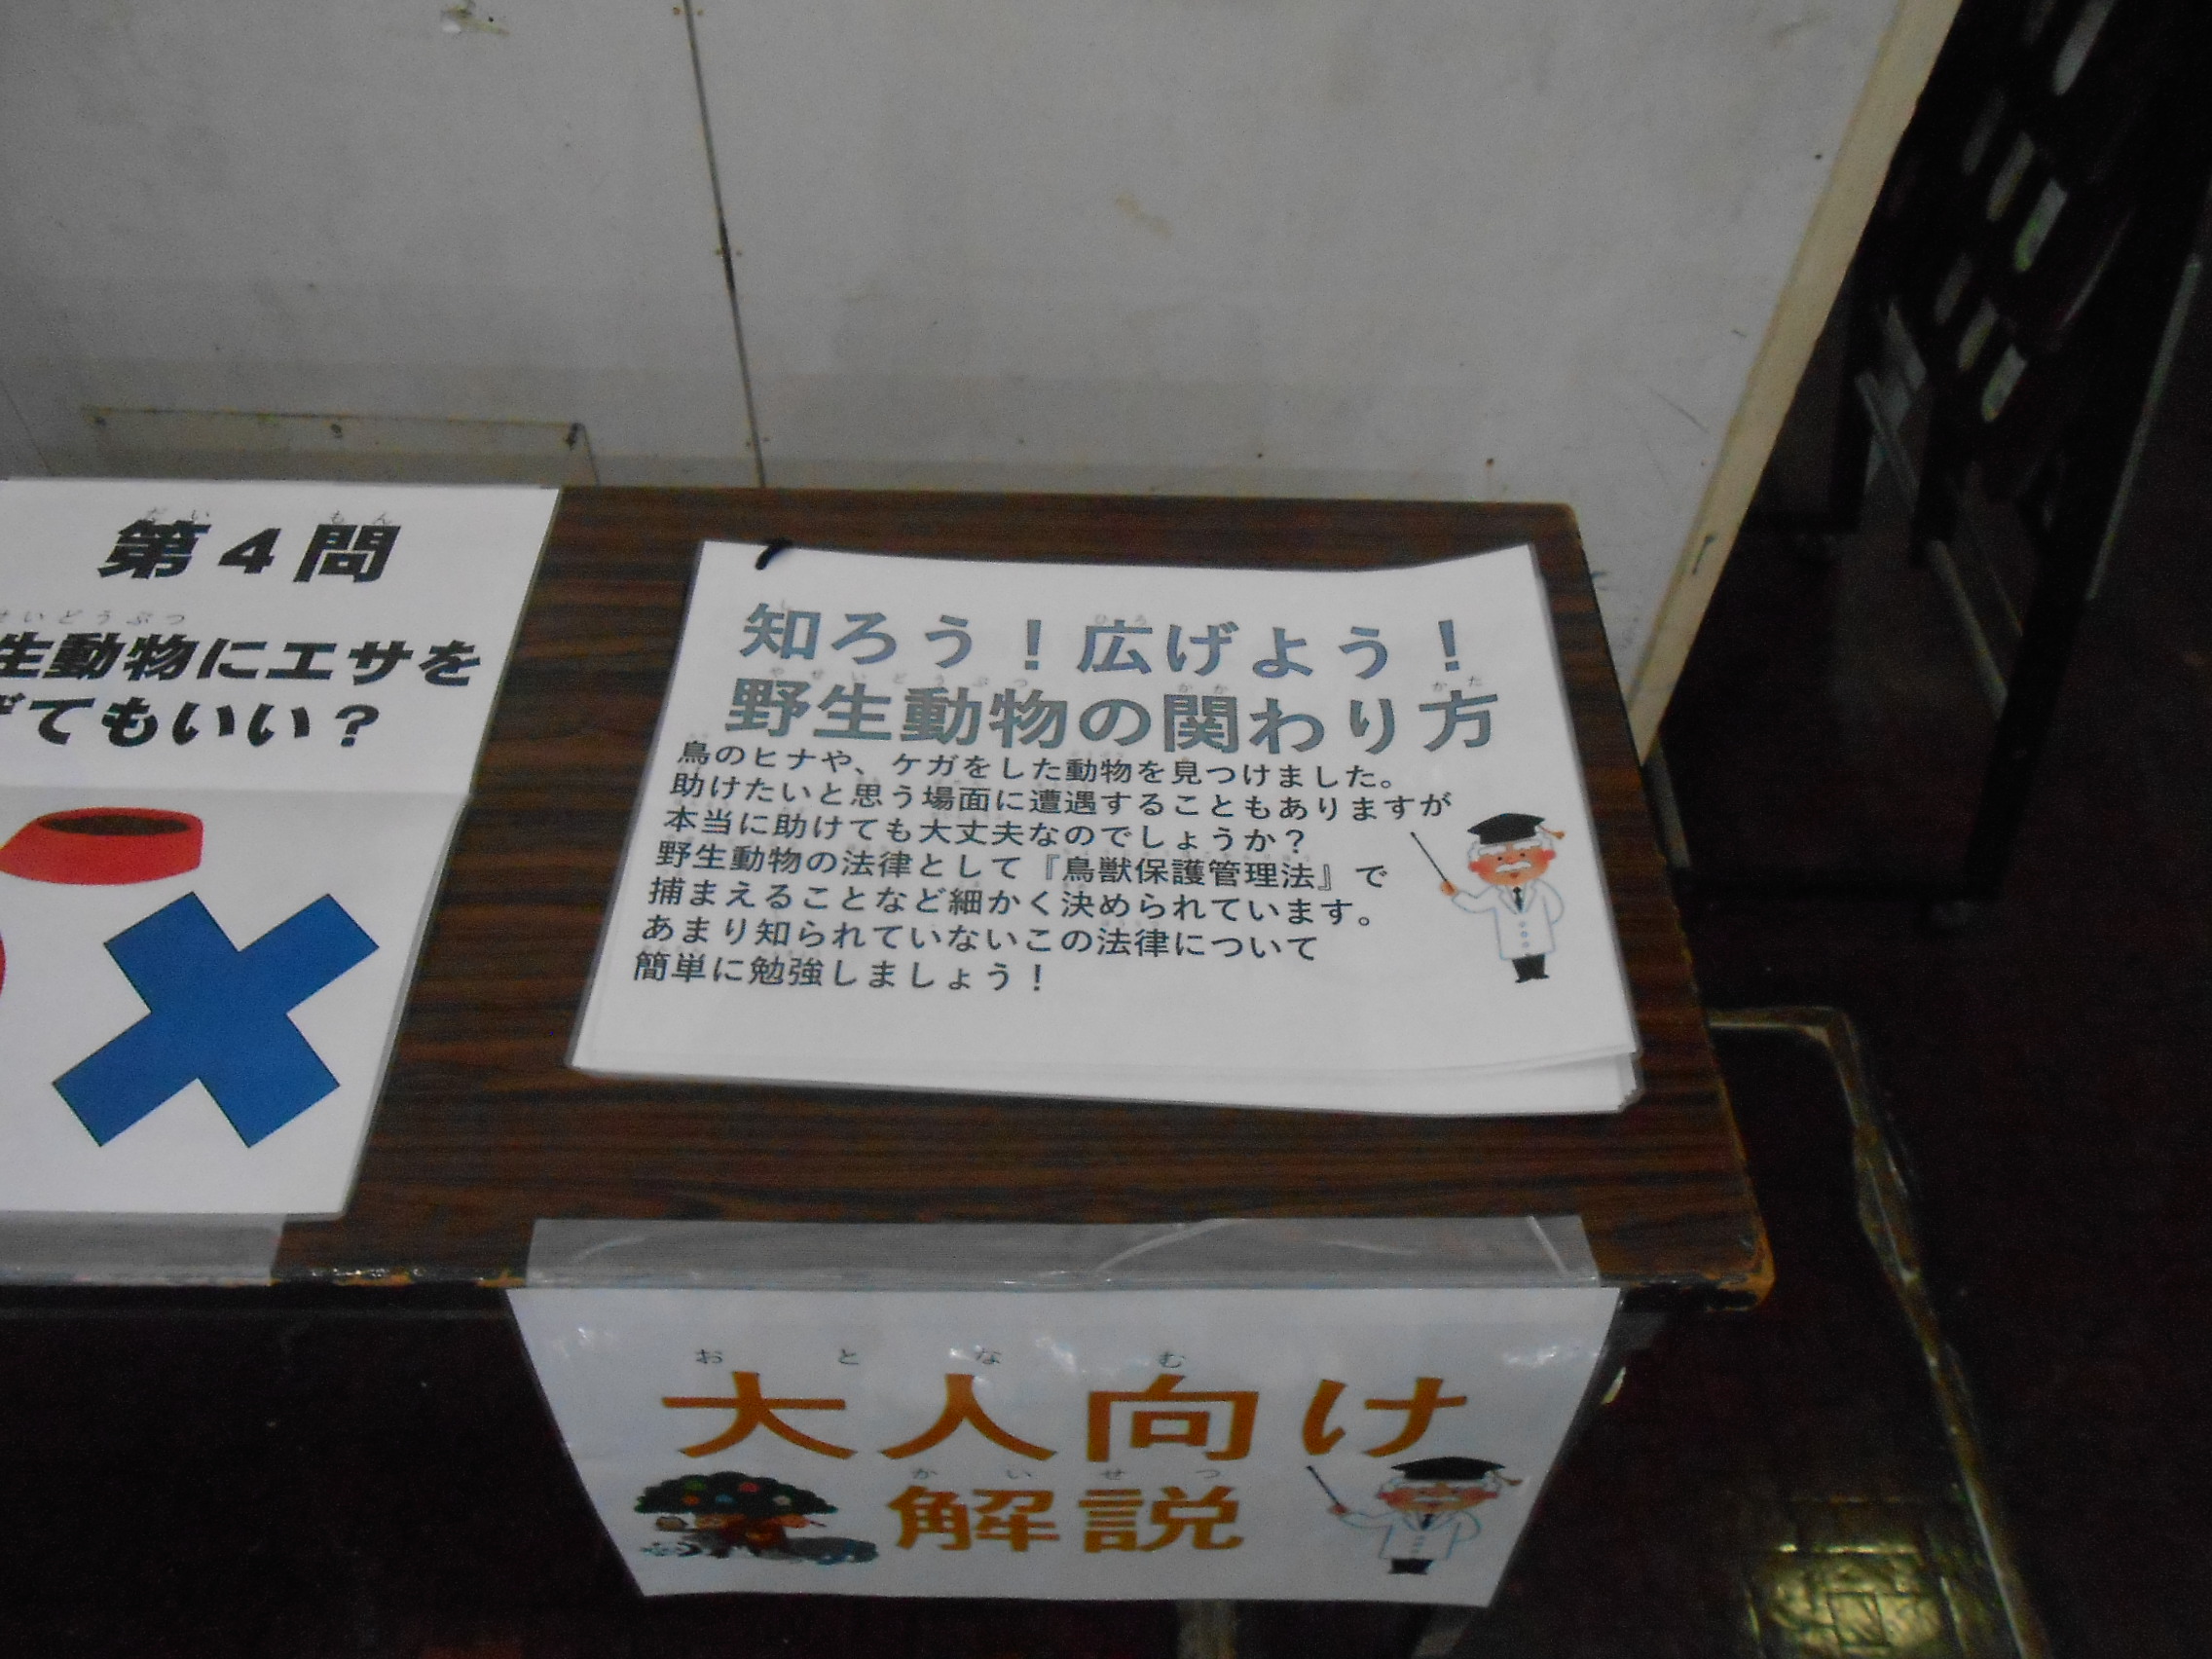 第4問
生動物にエサを
げてもいい?
知ろう!広げよう!
野生動物の関わり方
鳥のヒナや、ケガをした動物を見つけました。
助けたいと思う場面に遭遇することもありますが
本当に助けても大丈夫なのでしょうか?
野生動物の法律として『鳥獣保護管理法』で
捕まえることなど細かく決められています。
あまり知られていないこの法律について
簡単に勉強しましょう!
おとなむ
大人向け
かいせつ
解説